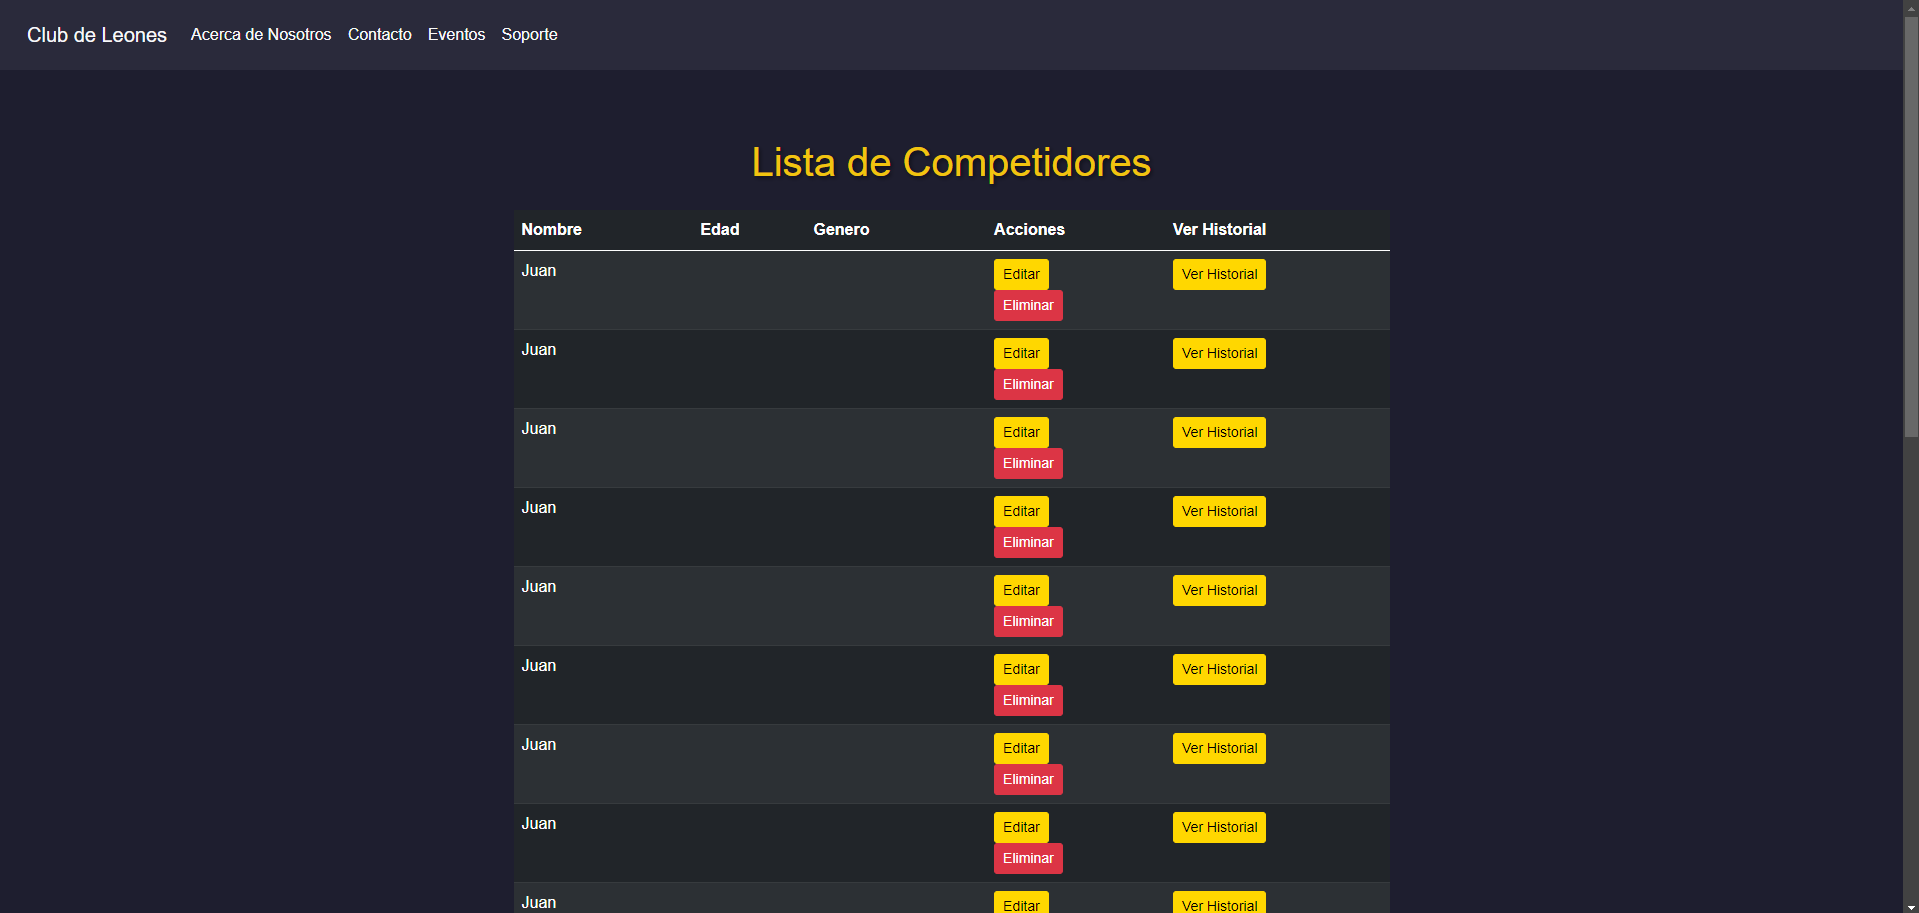 Club de Leones Acerca de Nosotros Contacto Eventos Soporte
Lista de Competidores
Nombre Edad Genero Acciones Ver Historial
Juan Editar Ver Historial
Eliminar
Juan Editar Ver Historial
Eliminar
Juan Editar Ver Historial
Eliminar
Juan Editar Ver Historial
Eliminar
Juan Editar Ver Historial
Eliminar
Juan Editar Ver Historial
Eliminar
Juan Editar Ver Historial
Eliminar
Juan Editar Ver Historial
Eliminar
Juan Editar Ver Historial